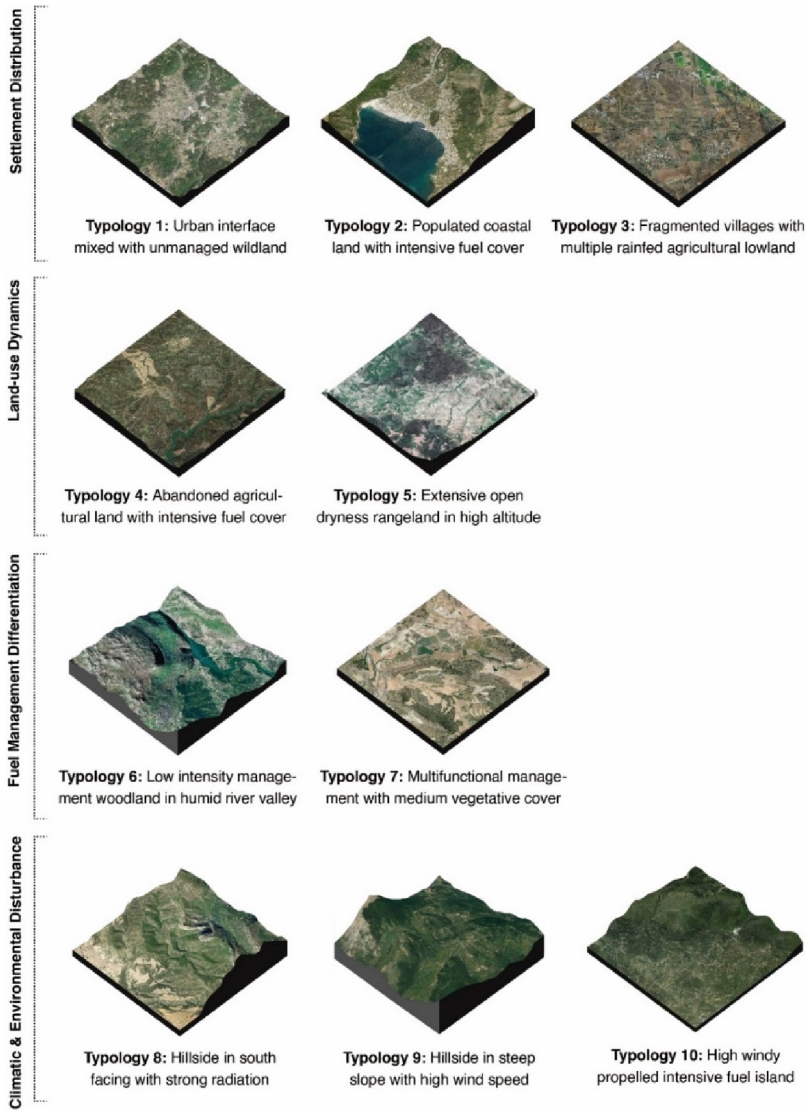 Settlement Distribution
Typology 1: Urban interface
mixed with unmanaged wildland
Typology 2: Populated coastal
land with intensive fuel cover
Typology 3: Fragmented villages with
multiple rainfed agricultural lowland
Land-use Dynamics
Typology 4: Abandoned agricul-
tural land with intensive fuel cover
Typology 5: Extensive open
dryness rangeland in high altitude
Fuel Management Differentiation
Typology 6: Low intensity manage-
ment woodland in humid river valley
Typology 7: Multifunctional manage-
ment with medium vegetative cover
Climatic & Environmental Disturbance
Typology 8: Hillside in south
facing with strong radiation
Typology 9: Hillside in steep
slope with high wind speed
Typology 10: High windy
propelled intensive fuel island